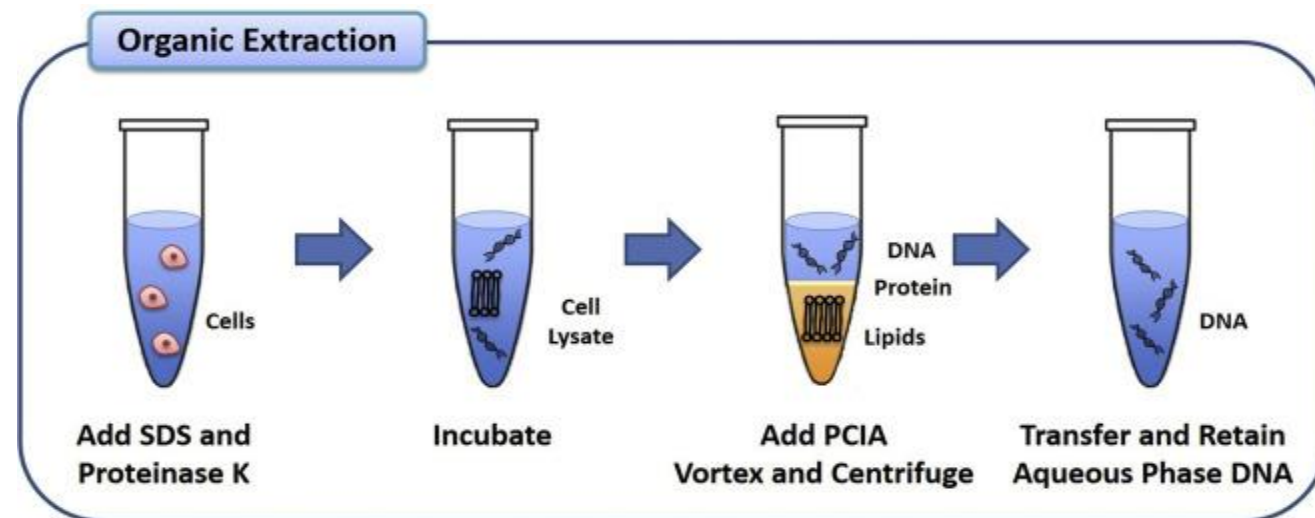 Organic Extraction
Cells
Cell
Lysate
DNA
Protein
Lipids
DNA
Add SDS and
Proteinase K
Incubate
Add PCIA
Vortex and Centrifuge
Transfer and Retain
Aqueous Phase DNA